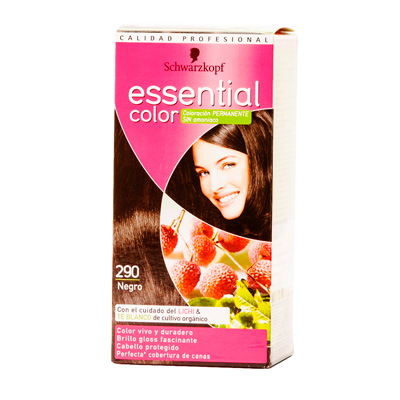 CALIDAD PROFESIONAL
Schwarzkopf
essential
color
Coloración PERMANENTE
SIN amoniaco
290
Negro
Con el cuidado del LICHI &
TÉ BLANCO de cultivo orgánico
Color vivo y duradero
Brillo gloss fascinante
Cabello protegido
Perfecta* cobertura de canas